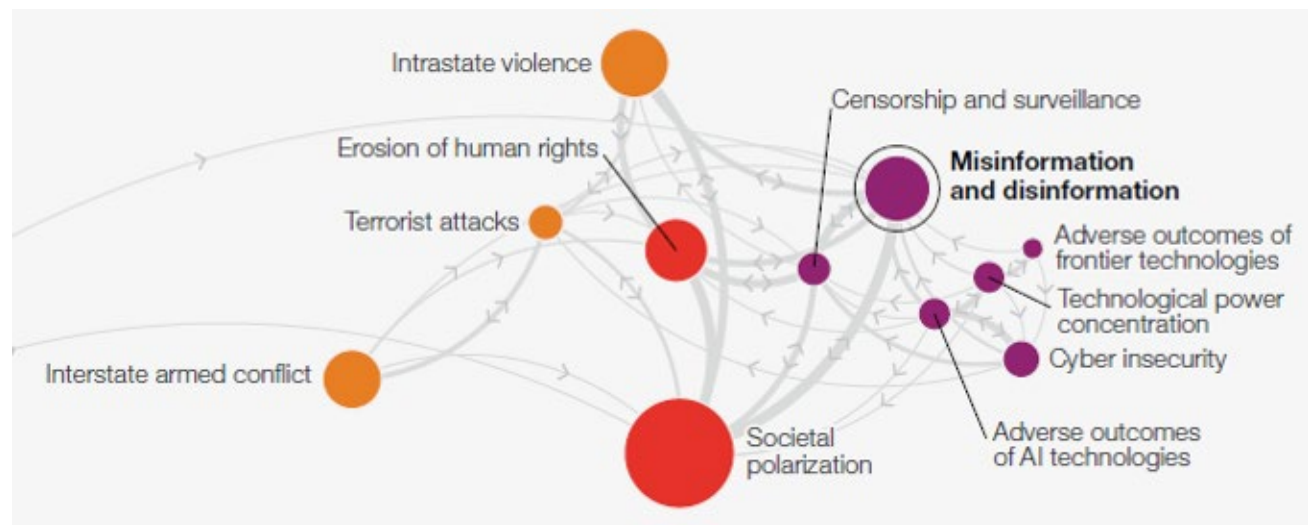 Intrastate violence
Censorship and surveillance
Erosion of human rights
Misinformation
and disinformation
Terrorist attacks
Adverse outcomes of
frontier technologies
Technological power
concentration
Cyber insecurity
Interstate armed conflict
Societal
polarization
Adverse outcomes
of AI technologies